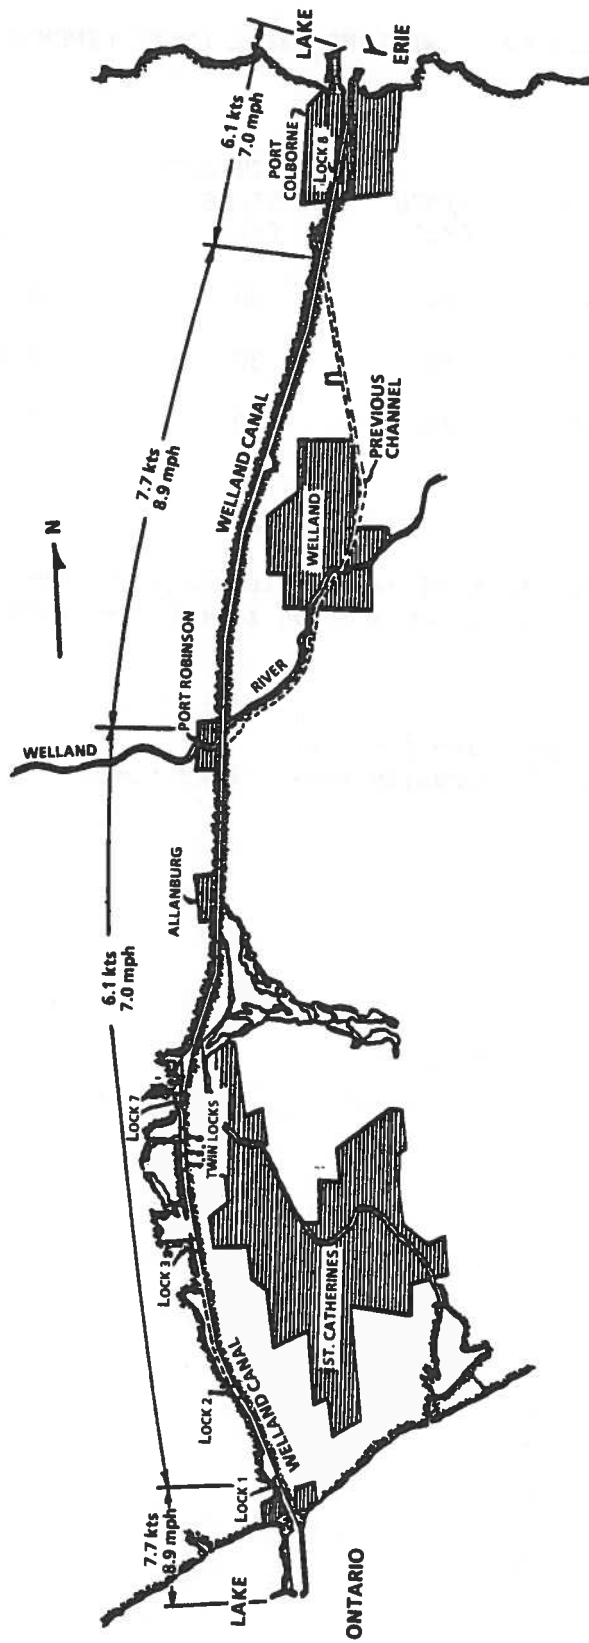 LAKE
ERIE
6.1 kts
7.0 mph
PORT
COLBORNE
LOCK 8
7.7 kts
8.9 mph
WELLAND CANAL
PREVIOUS
CHANNEL
WELLAND
N
PORT ROBINSON
RIVER
WELLAND
ALLANBURG
6.1 kts
7.0 mph
LOCK 7
TWIN LOCKS
LOCK 3
ST. CATHERINES
LOCK 2
WELLAND CANAL
LOCK 1
7.7 kts
8.9 mph
LAKE
ONTARIO